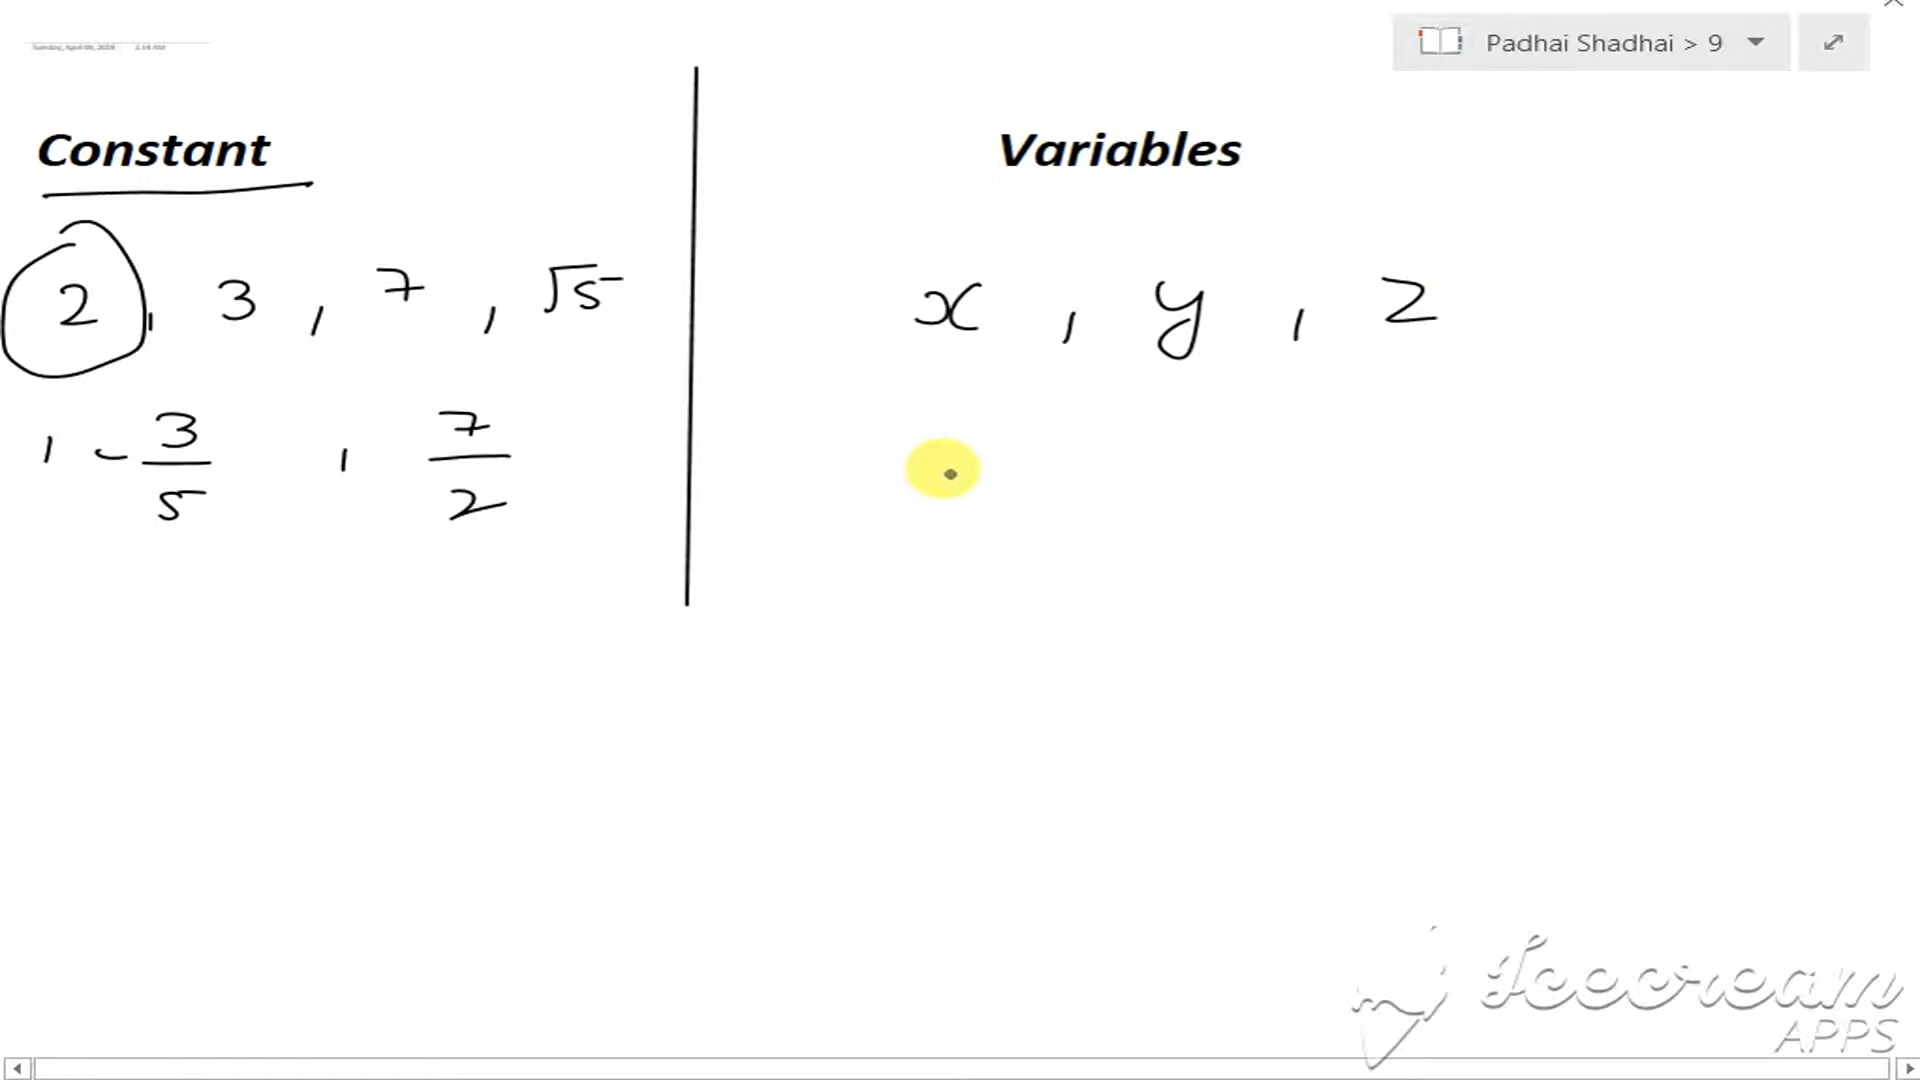 Padhai Shadhai > 9
Constant
Variables
2, 3, 7, √5
x, y, z
, -3/5, 7/2
Icecream
APPS